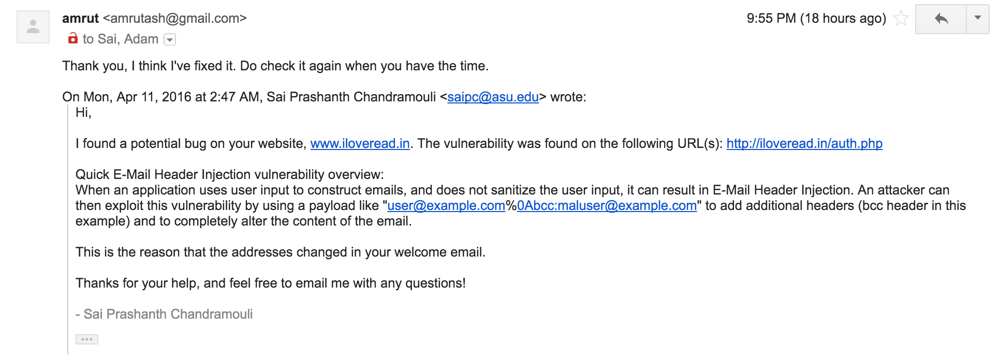 amrut <amrutash@gmail.com>
9:55 PM (18 hours ago)
to Sai, Adam
Thank you, I think I've fixed it. Do check it again when you have the time.
On Mon, Apr 11, 2016 at 2:47 AM, Sai Prashanth Chandramouli <saipc@asu.edu> wrote:
Hi,
I found a potential bug on your website, www.iloveread.in. The vulnerability was found on the following URL(s): http://iloveread.in/auth.php
Quick E-Mail Header Injection vulnerability overview:
When an application uses user input to construct emails, and does not sanitize the user input, it can result in E-Mail Header Injection. An attacker can
then exploit this vulnerability by using a payload like "user@example.com%0Abcc:maluser@example.com" to add additional headers (bcc header in this
example) and to completely alter the content of the email.
This is the reason that the addresses changed in your welcome email.
Thanks for your help, and feel free to email me with any questions!
- Sai Prashanth Chandramouli